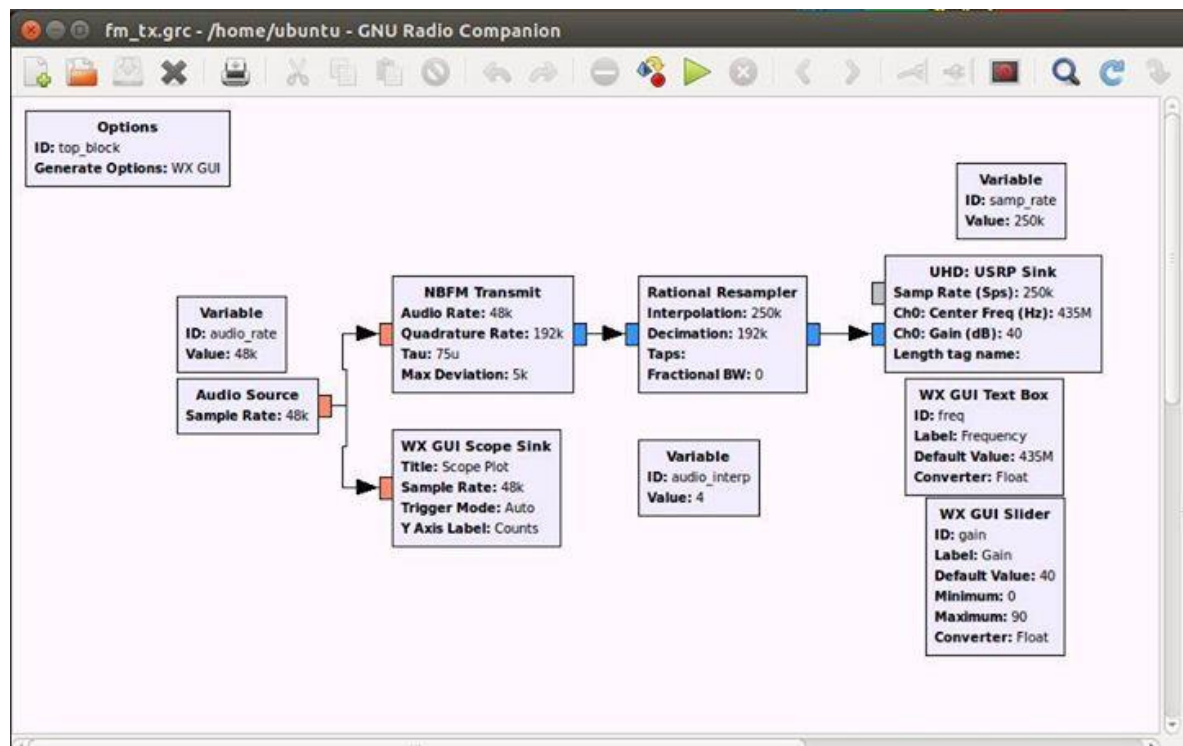 fm_tx.grc - /home/ubuntu - GNU Radio Companion
Options
ID: top_block
Generate Options: WX GUI
Variable
ID: samp_rate
Value: 250k
Variable
ID: audio_rate
Value: 48k
Audio Source
Sample Rate: 48k
NBFM Transmit
Audio Rate: 48k
Quadrature Rate: 192k
Tau: 75u
Max Deviation: 5k
WX GUI Scope Sink
Title: Scope Plot
Sample Rate: 48k
Trigger Mode: Auto
Y Axis Label: Counts
Rational Resampler
Interpolation: 250k
Decimation: 192k
Taps:
Fractional BW: 0
Variable
ID: audio_interp
Value: 4
UHD: USRP Sink
Samp Rate (Sps): 250k
Ch0: Center Freq (Hz): 435M
Ch0: Gain (dB): 40
Length tag name:
WX GUI Text Box
ID: freq
Label: Frequency
Default Value: 435M
Converter: Float
WX GUI Slider
ID: gain
Label: Gain
Default Value: 40
Minimum: 0
Maximum: 90
Converter: Float